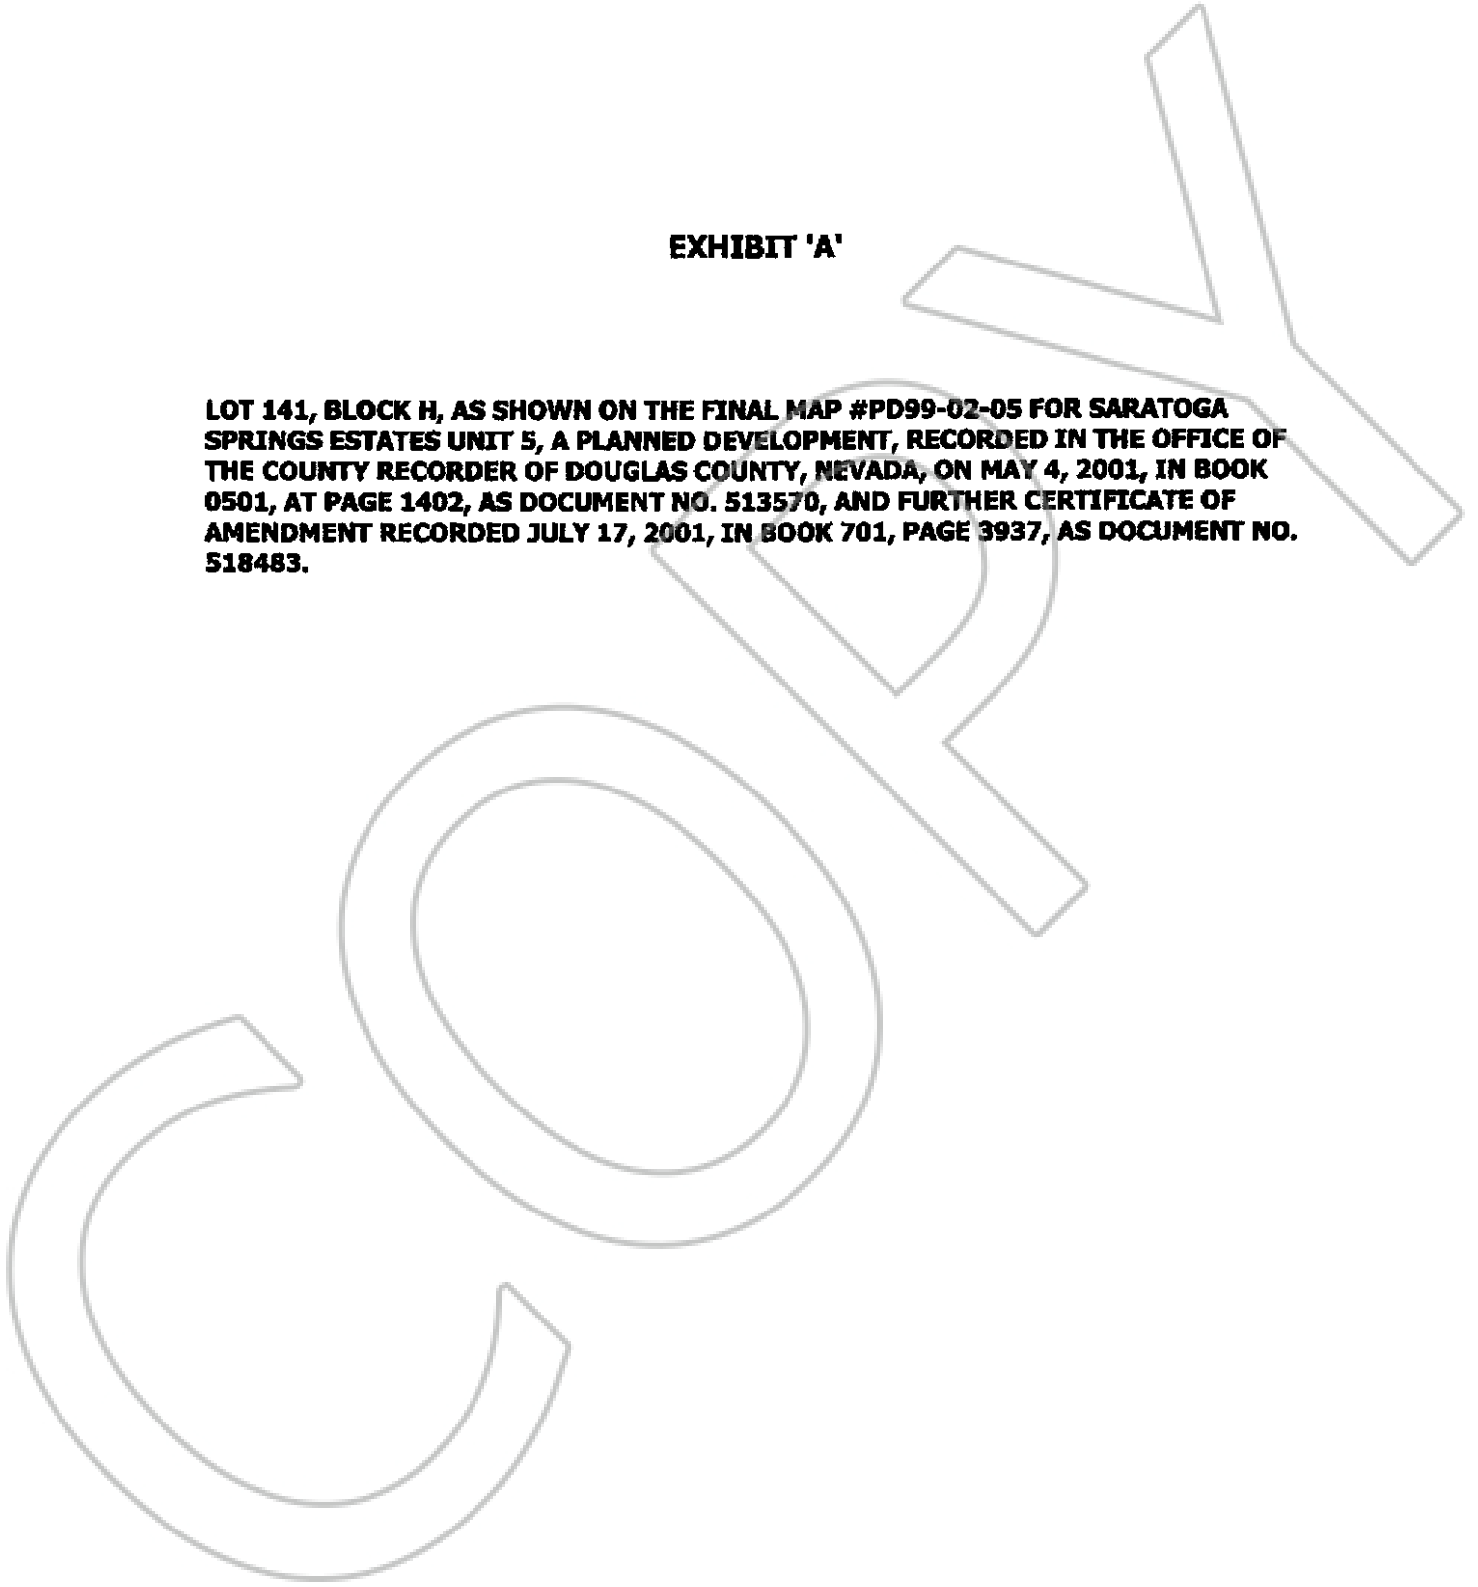 EXHIBIT 'A'
LOT 141, BLOCK H, AS SHOWN ON THE FINAL MAP #PD99-02-05 FOR SARATOGA
SPRINGS ESTATES UNIT 5, A PLANNED DEVELOPMENT, RECORDED IN THE OFFICE OF
THE COUNTY RECORDER OF DOUGLAS COUNTY, NEVADA, ON MAY 4, 2001, IN BOOK
0501, AT PAGE 1402, AS DOCUMENT NO. 513570, AND FURTHER CERTIFICATE OF
AMENDMENT RECORDED JULY 17, 2001, IN BOOK 701, PAGE 3937, AS DOCUMENT NO.
518483.
COPY